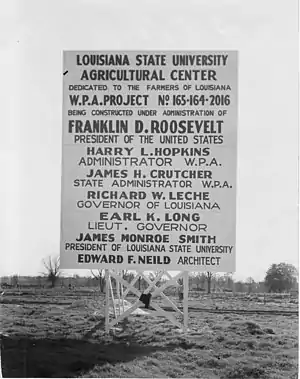 LOUISIANA STATE UNIVERSITY
AGRICULTURAL CENTER
DEDICATED TO THE FARMERS OF LOUISIANA
W.P.A. PROJECT No 165-164-2016
BEING CONSTRUCTED UNDER ADMINISTRATION OF
FRANKLIN D. ROOSEVELT
PRESIDENT OF THE UNITED STATES
HARRY L. HOPKINS
ADMINISTRATOR W.P.A.
JAMES H. CRUTCHER
STATE ADMINISTRATOR W.P.A.
RICHARD W. LECHE
GOVERNOR OF LOUISIANA
EARL K. LONG
LIEUT. GOVERNOR
JAMES MONROE SMITH
PRESIDENT OF LOUISIANA STATE UNIVERSITY
EDWARD F. NEILD ARCHITECT